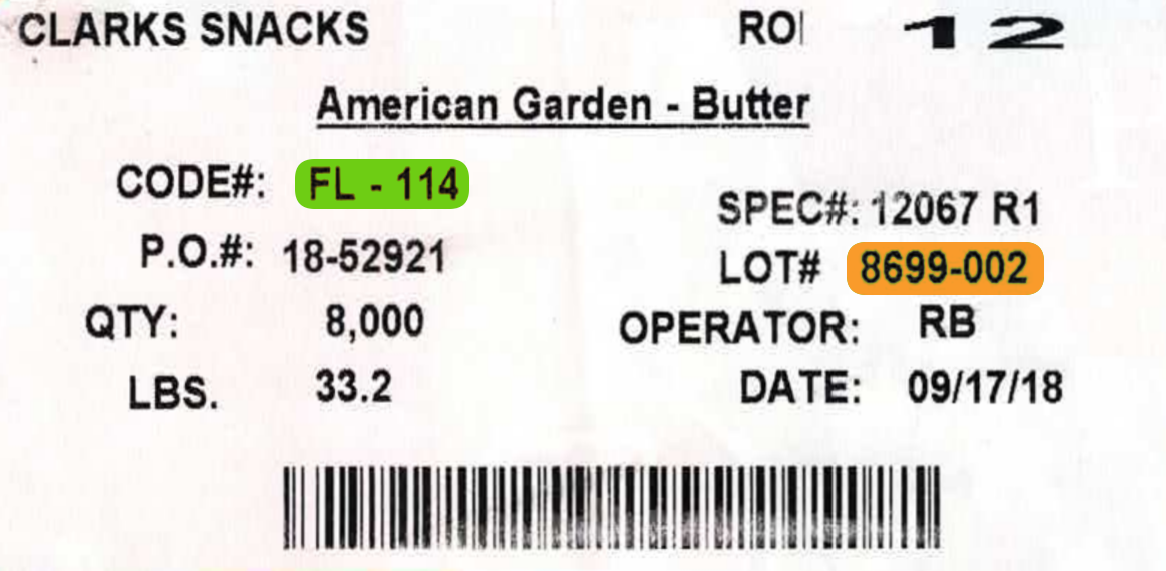 CLARKS SNACKS 12
American Garden - Butter
CODE#: FL - 114
SPEC#: 12067 R1
P.O.#: 18-52921
LOT# 8699-002
QTY: 8,000
OPERATOR: RB
LBS. 33.2
DATE: 09/17/18